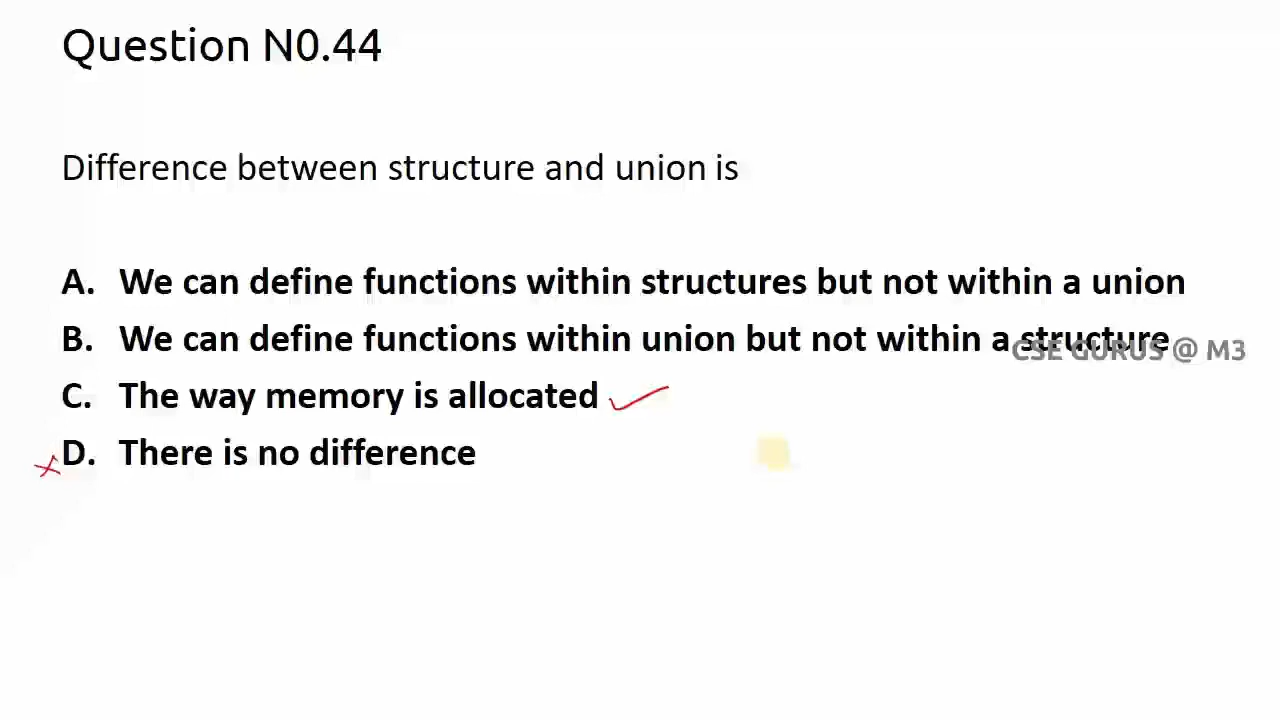 Question N0.44
Difference between structure and union is
A. We can define functions within structures but not within a union
B. We can define functions within union but not within a structure
CSE GURUS @ M3
C. The way memory is allocated
D. There is no difference